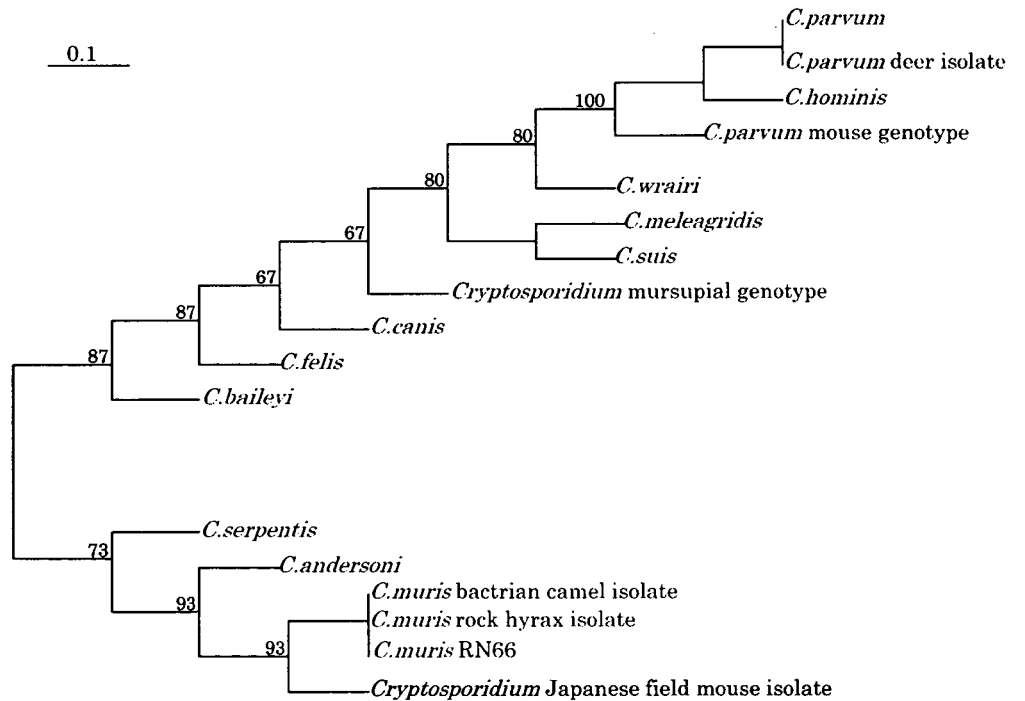 0.1
C.parvum
C.parvum deer isolate
C.hominis
100
C.parvum mouse genotype
80
C.wrairi
80
C.meleagridis
C.suis
67
Cryptosporidium mursupial genotype
67
C.canis
87
C.felis
87
C.baileyi
C.serpentis
73
C.andersoni
C.muris bactrian camel isolate
93
C.muris rock hyrax isolate
93
C.muris RN66
Cryptosporidium Japanese field mouse isolate